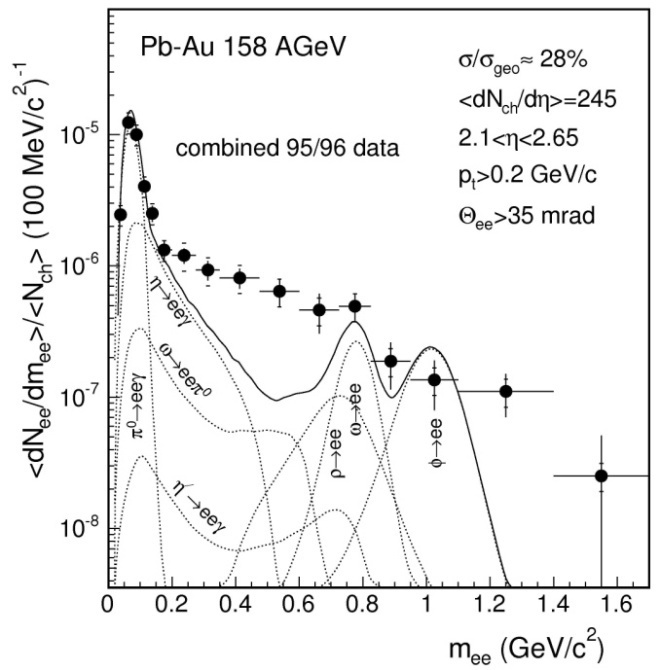 Pb-Au 158 AGeV
σ/σgeo ≈ 28%
<dNch/dη>=245
combined 95/96 data
2.1<η<2.65
pt>0.2 GeV/c
Θee>35 mrad
<dNee/dmee>/<Nch> (100 MeV/c²)⁻¹
10⁻⁵
10⁻⁶
10⁻⁷
10⁻⁸
η→eeγ
ω→eeπ⁰
π⁰→eeγ
η′→eeγ
ρ→ee
ω→ee
φ→ee
0 0.2 0.4 0.6 0.8 1 1.2 1.4 1.6
mee (GeV/c²)